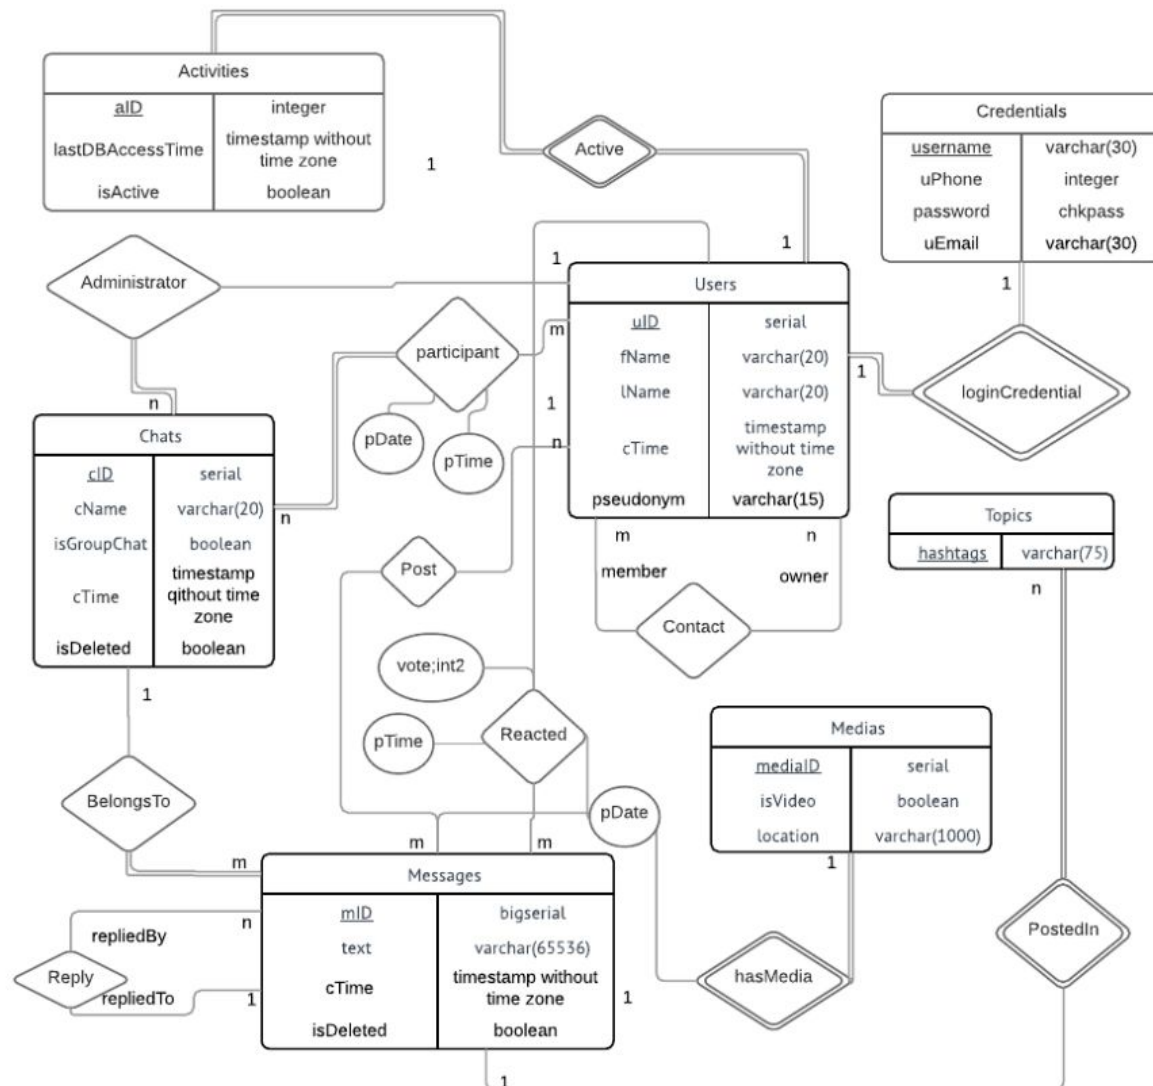 Activities
aID integer
lastDBAccessTime timestamp without
time zone
isActive boolean
1
Active
1
Credentials
username varchar(30)
uPhone integer
password chkpass
uEmail varchar(30)
1
Administrator
1
n
participant
m
n
pDate
pTime
Users
uID serial
fName varchar(20)
lName varchar(20)
cTime timestamp
without time
zone
pseudonym varchar(15)
1
loginCredential
1
n
Chats
cID serial
cName varchar(20)
isGroupChat boolean
cTime timestamp
qithout time
zone
isDeleted boolean
1
Post
m
member
n
owner
Contact
Topics
hashtags varchar(75)
n
vote;int2
pTime
Reacted
pDate
Medias
mediaID serial
isVideo boolean
location varchar(1000)
1
BelongsTo
m
m
m
Messages
mID bigserial
text varchar(65536)
cTime timestamp without
time zone
isDeleted boolean
n
repliedBy
Reply
repliedTo
1
1
hasMedia
PostedIn
1